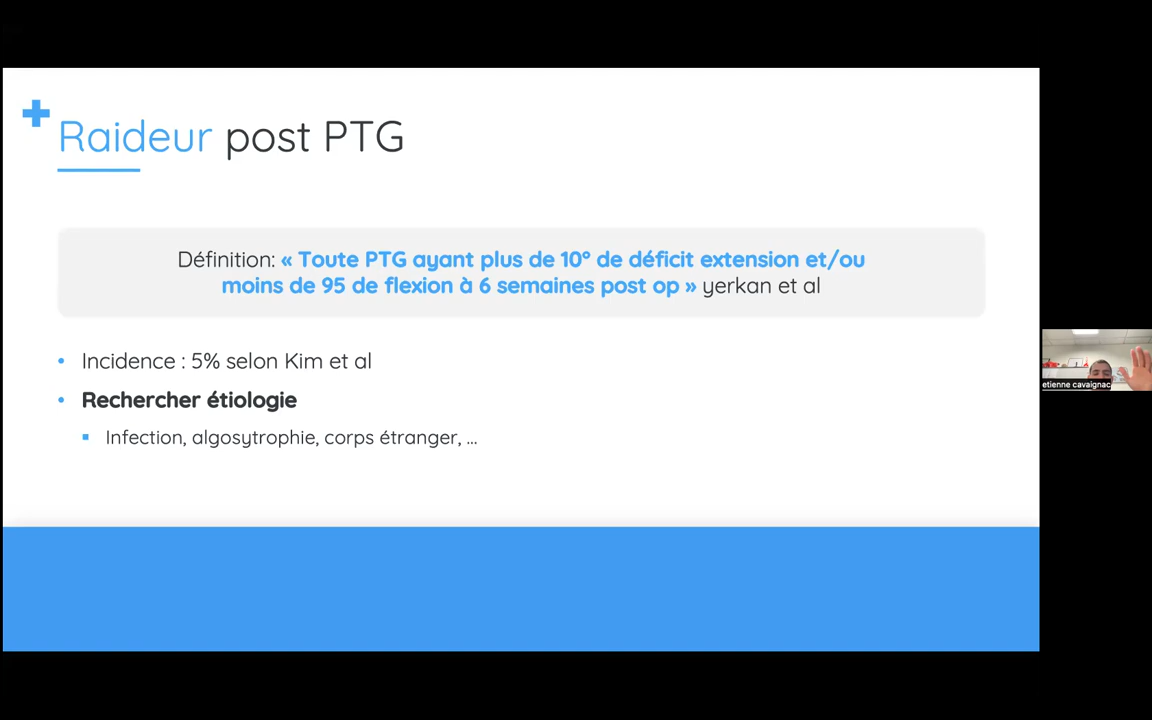 Raideur post PTG
Définition: « Toute PTG ayant plus de 10° de déficit extension et/ou
moins de 95 de flexion à 6 semaines post op » yerkan et al
• Incidence : 5% selon Kim et al
• Rechercher étiologie
▪ Infection, algosytrophie, corps étranger, ...
etienne cavaignac